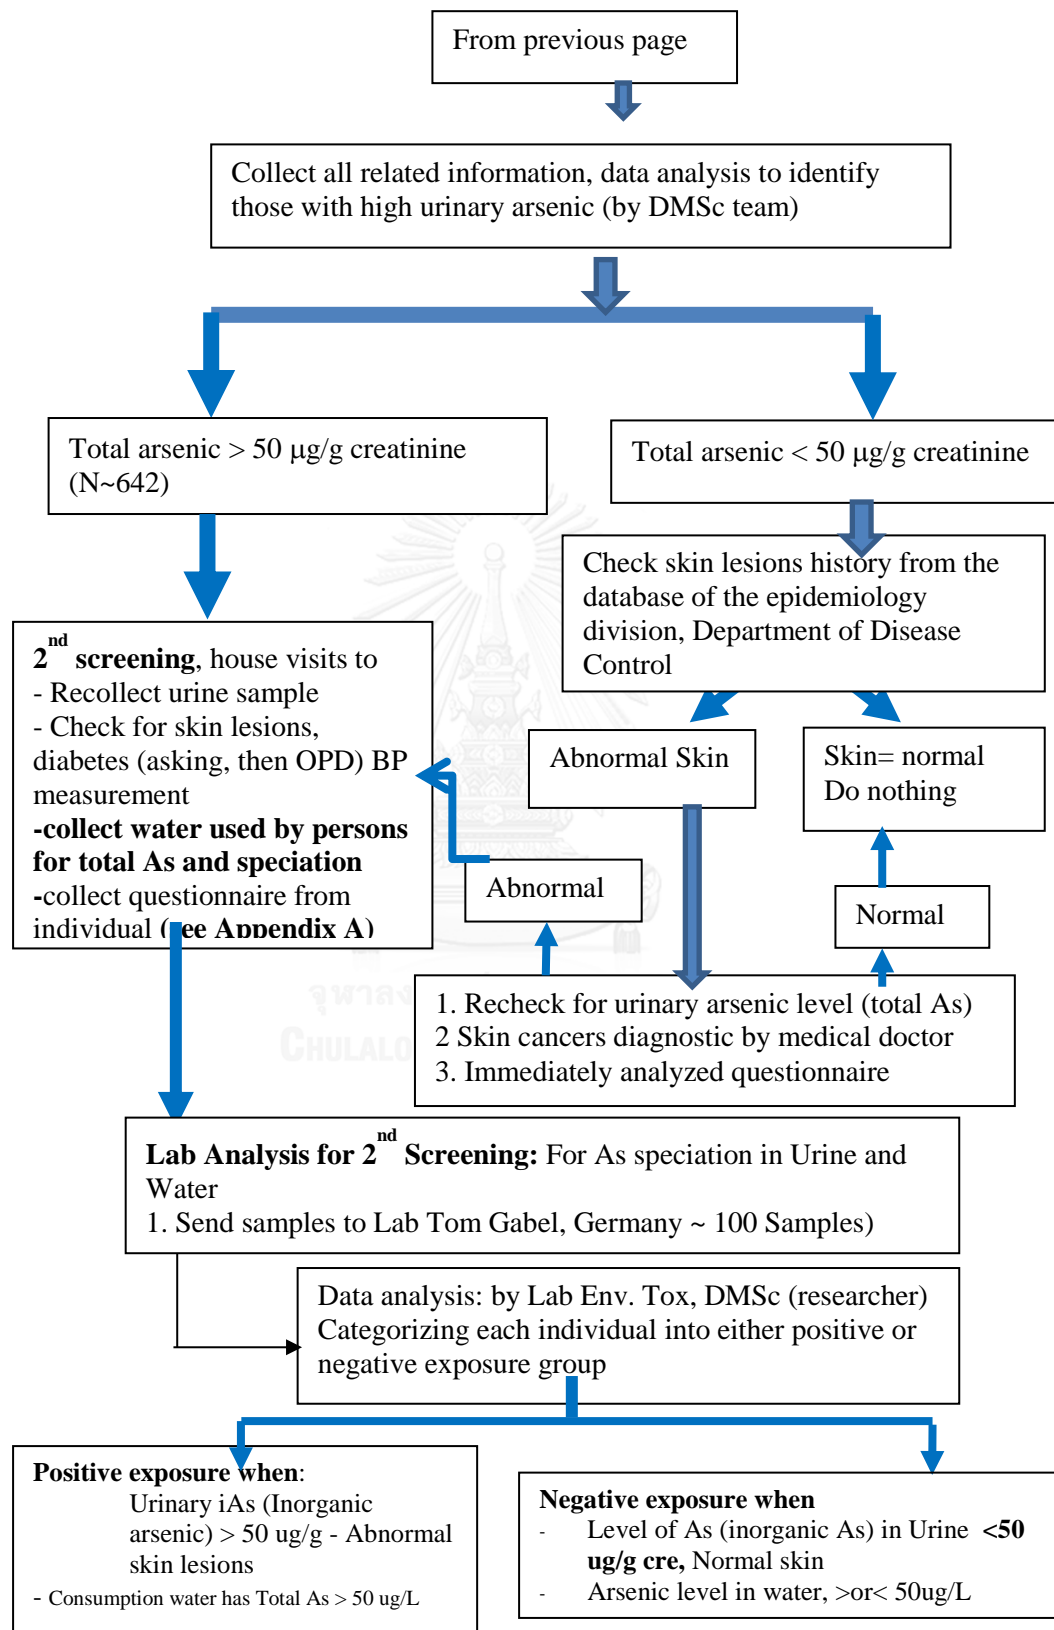 From previous page
Collect all related information, data analysis to identify
those with high urinary arsenic (by DMSc team)
Total arsenic > 50 μg/g creatinine
(N~642)
Total arsenic < 50 μg/g creatinine
Check skin lesions history from the
database of the epidemiology
division, Department of Disease
Control
2nd screening, house visits to
- Recollect urine sample
- Check for skin lesions,
diabetes (asking, then OPD) BP
measurement
-collect water used by persons
for total As and speciation
-collect questionnaire from
individual (see Appendix A)
Abnormal Skin
Skin= normal
Do nothing
Abnormal
Normal
1. Recheck for urinary arsenic level (total As)
2 Skin cancers diagnostic by medical doctor
3. Immediately analyzed questionnaire
จุฬาลง
CHULALO
Lab Analysis for 2nd Screening: For As speciation in Urine and
Water
1. Send samples to Lab Tom Gabel, Germany ~ 100 Samples)
Data analysis: by Lab Env. Tox, DMSc (researcher)
Categorizing each individual into either positive or
negative exposure group
Positive exposure when:
Urinary iAs (Inorganic
arsenic) > 50 ug/g - Abnormal
skin lesions
- Consumption water has Total As > 50 ug/L
Negative exposure when
- Level of As (inorganic As) in Urine <50
ug/g cre, Normal skin
- Arsenic level in water, >or< 50ug/L